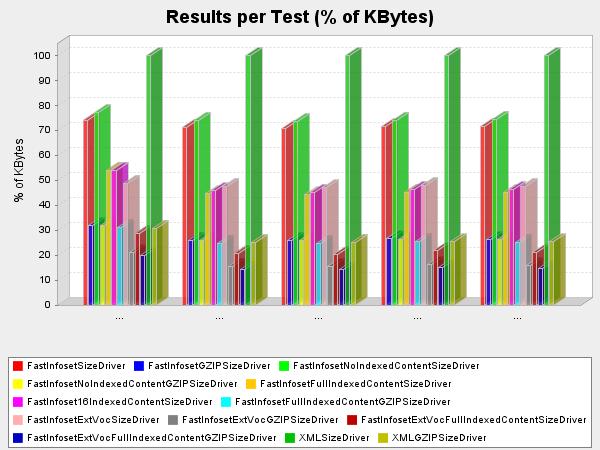 Results per Test (% of KBytes)
100
90
80
70
60
50
40
30
20
10
0
% of KBytes
... ... ... ... ...
FastInfosetSizeDriver FastInfosetGZIPSizeDriver FastInfosetNoIndexedContentSizeDriver
FastInfosetNoIndexedContentGZIPSizeDriver FastInfosetFullIndexedContentSizeDriver
FastInfoset16IndexedContentSizeDriver FastInfosetFullIndexedContentGZIPSizeDriver
FastInfosetExtVocSizeDriver FastInfosetExtVocGZIPSizeDriver FastInfosetExtVocFullIndexedContentSizeDriver
FastInfosetExtVocFullIndexedContentGZIPSizeDriver XMLSizeDriver XMLGZIPSizeDriver